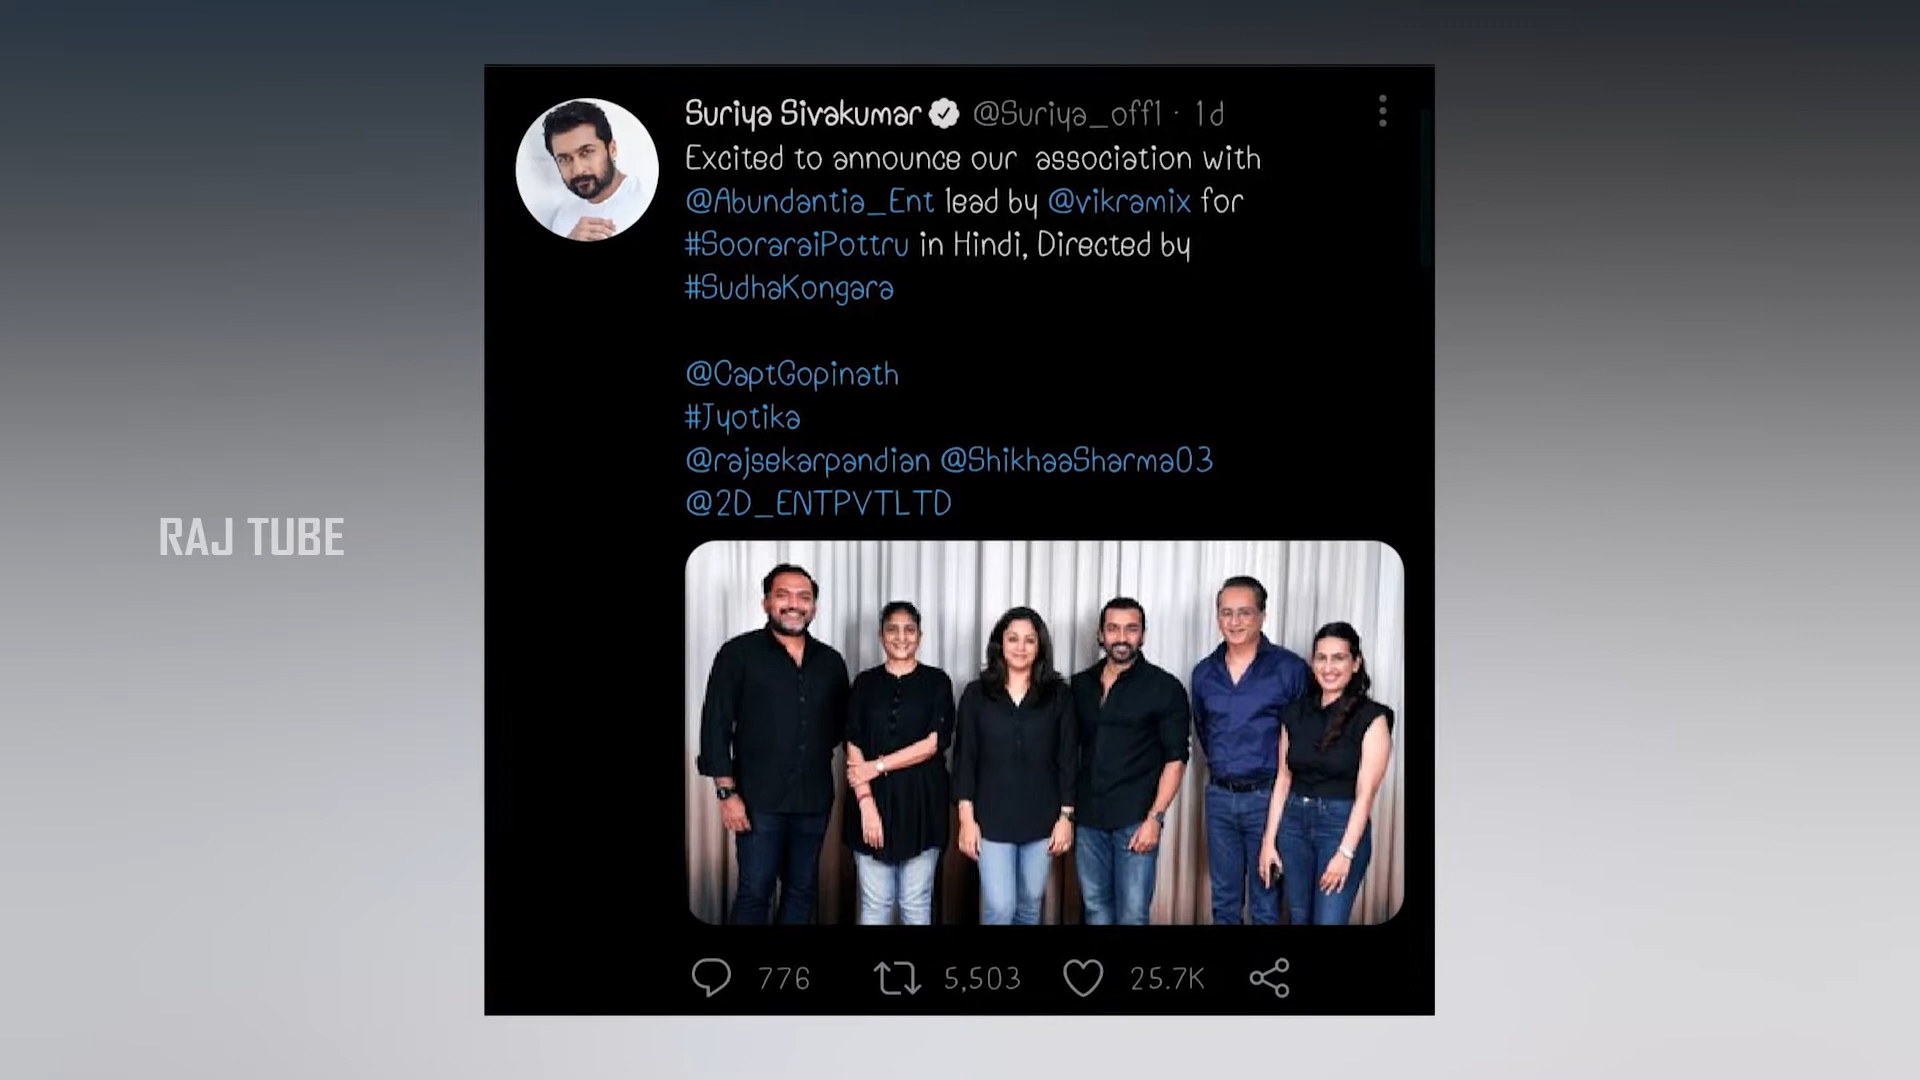 Suriya Sivakumar @Suriya_offl · 1d
Excited to announce our association with
@Abundantia_Ent lead by @vikramix for
#SooraraiPottru in Hindi, Directed by
#SudhaKongara
@CaptGopinath
#Jyotika
@rajsekarpandian @ShikhaaSharma03
@2D_ENTPVTLTD
RAJ TUBE
776 5,503 25.7K